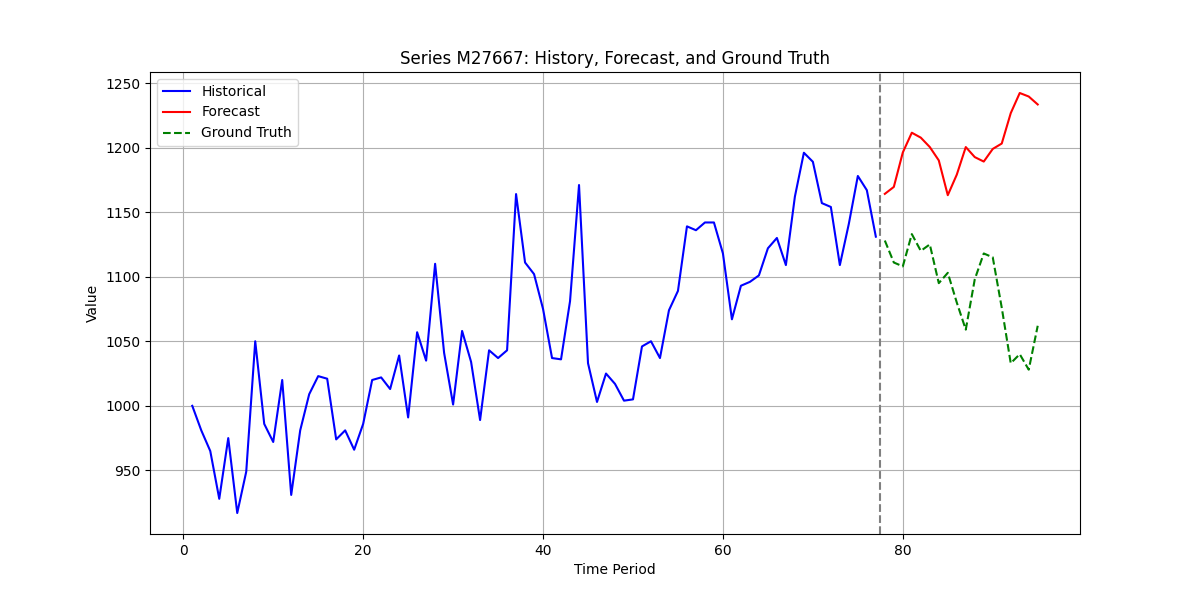 Series M27667: History, Forecast, and Ground Truth
Historical
Forecast
Ground Truth
1250
1200
1150
1100
1050
1000
950
Value
0 20 40 60 80
Time Period